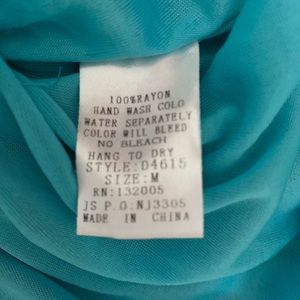 100%RAYON
HAND WASH COLD
WATER SEPARATELY
COLOR WILL BLEED
NO BLEACH
HANG TO DRY
STYLE:D4615
SIZE:M
RN:132005
JS P.O:NJ3305
MADE IN CHINA